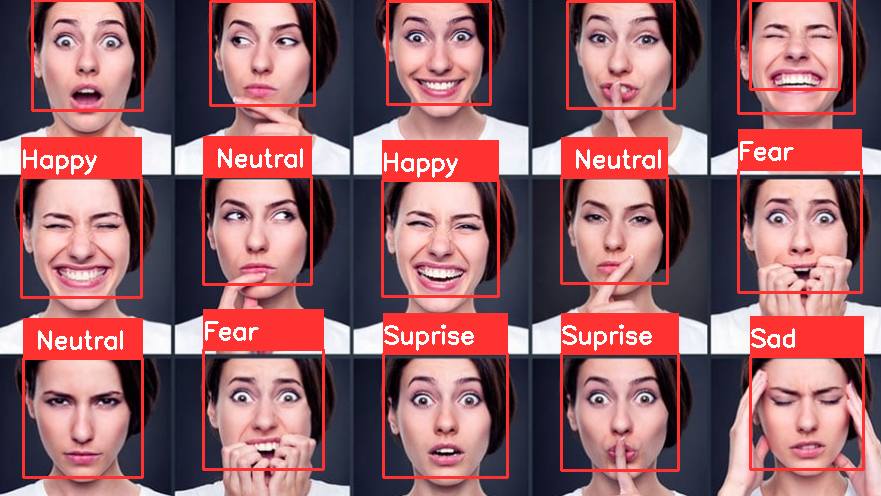 Happy
Neutral
Happy
Neutral
Fear
Neutral
Fear
Suprise
Suprise
Sad